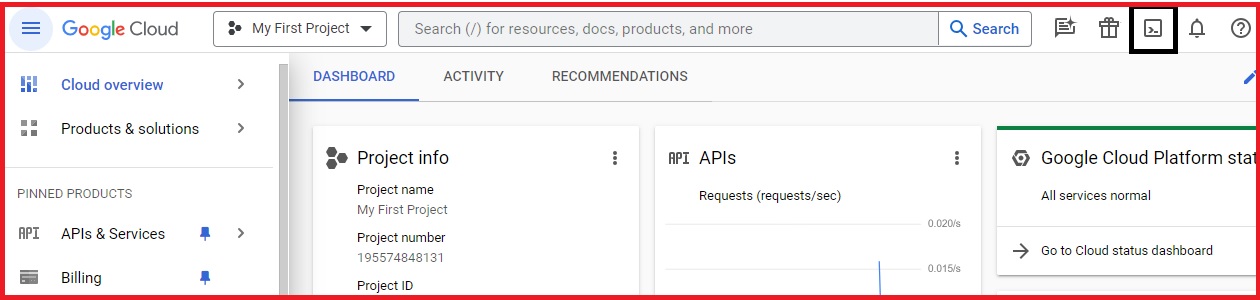 Google Cloud
My First Project
Search (/) for resources, docs, products, and more
Search
Cloud overview
Products & solutions
PINNED PRODUCTS
API APIs & Services
Billing
DASHBOARD ACTIVITY RECOMMENDATIONS
Project info
Project name
My First Project
Project number
195574848131
Project ID
API APIs
Requests (requests/sec)
0.020/s
0.015/s
Google Cloud Platform stat
All services normal
Go to Cloud status dashboard